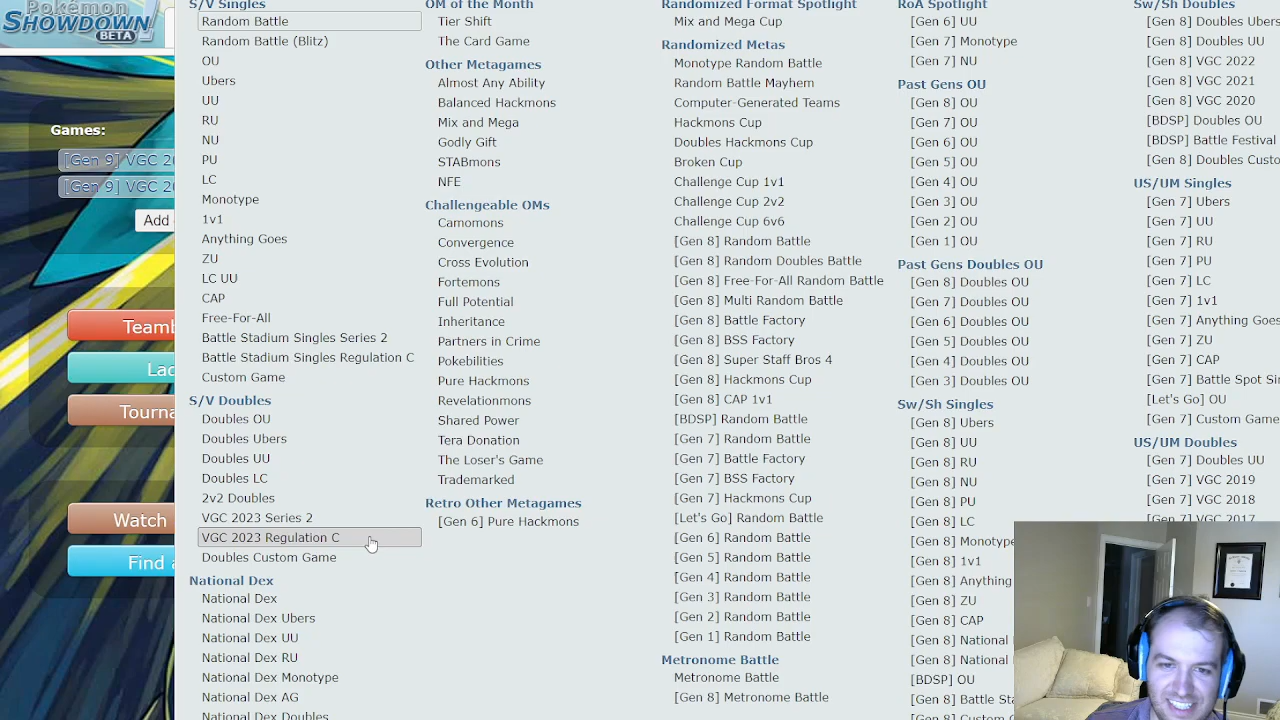 Pokémon
SHOWDOWN
BETA
Games:
[Gen 9] VGC 20
[Gen 9] VGC 20
Add
Teamb
Lad
Tourna
Watch
Find a
S/V Singles
Random Battle
Random Battle (Blitz)
OU
Ubers
UU
RU
NU
PU
LC
Monotype
1v1
Anything Goes
ZU
LC UU
CAP
Free-For-All
Battle Stadium Singles Series 2
Battle Stadium Singles Regulation C
Custom Game
S/V Doubles
Doubles OU
Doubles Ubers
Doubles UU
Doubles LC
2v2 Doubles
VGC 2023 Series 2
VGC 2023 Regulation C
Doubles Custom Game
National Dex
National Dex
National Dex Ubers
National Dex UU
National Dex RU
National Dex Monotype
National Dex AG
National Dex Doubles
OM of the Month
Tier Shift
The Card Game
Other Metagames
Almost Any Ability
Balanced Hackmons
Mix and Mega
Godly Gift
STABmons
NFE
Challengeable OMs
Camomons
Convergence
Cross Evolution
Fortemons
Full Potential
Inheritance
Partners in Crime
Pokebilities
Pure Hackmons
Revelationmons
Shared Power
Tera Donation
The Loser's Game
Trademarked
Retro Other Metagames
[Gen 6] Pure Hackmons
Randomized Format Spotlight
Mix and Mega Cup
Randomized Metas
Monotype Random Battle
Random Battle Mayhem
Computer-Generated Teams
Hackmons Cup
Doubles Hackmons Cup
Broken Cup
Challenge Cup 1v1
Challenge Cup 2v2
Challenge Cup 6v6
[Gen 8] Random Battle
[Gen 8] Random Doubles Battle
[Gen 8] Free-For-All Random Battle
[Gen 8] Multi Random Battle
[Gen 8] Battle Factory
[Gen 8] BSS Factory
[Gen 8] Super Staff Bros 4
[Gen 8] Hackmons Cup
[Gen 8] CAP 1v1
[BDSP] Random Battle
[Gen 7] Random Battle
[Gen 7] Battle Factory
[Gen 7] BSS Factory
[Gen 7] Hackmons Cup
[Let's Go] Random Battle
[Gen 6] Random Battle
[Gen 5] Random Battle
[Gen 4] Random Battle
[Gen 3] Random Battle
[Gen 2] Random Battle
[Gen 1] Random Battle
Metronome Battle
Metronome Battle
[Gen 8] Metronome Battle
RoA Spotlight
[Gen 6] UU
[Gen 7] Monotype
[Gen 7] NU
Past Gens OU
[Gen 8] OU
[Gen 7] OU
[Gen 6] OU
[Gen 5] OU
[Gen 4] OU
[Gen 3] OU
[Gen 2] OU
[Gen 1] OU
Past Gens Doubles OU
[Gen 8] Doubles OU
[Gen 7] Doubles OU
[Gen 6] Doubles OU
[Gen 5] Doubles OU
[Gen 4] Doubles OU
[Gen 3] Doubles OU
Sw/Sh Singles
[Gen 8] Ubers
[Gen 8] UU
[Gen 8] RU
[Gen 8] NU
[Gen 8] PU
[Gen 8] LC
[Gen 8] Monotype
[Gen 8] 1v1
[Gen 8] Anything
[Gen 8] ZU
[Gen 8] CAP
[Gen 8] National
[Gen 8] National
[BDSP] OU
[Gen 8] Battle Sta
[Gen 8] Custom
Sw/Sh Doubles
[Gen 8] Doubles Ubers
[Gen 8] Doubles UU
[Gen 8] VGC 2022
[Gen 8] VGC 2021
[Gen 8] VGC 2020
[BDSP] Doubles OU
[BDSP] Battle Festival
[Gen 8] Doubles Custo
US/UM Singles
[Gen 7] Ubers
[Gen 7] UU
[Gen 7] RU
[Gen 7] PU
[Gen 7] LC
[Gen 7] 1v1
[Gen 7] Anything Goes
[Gen 7] ZU
[Gen 7] CAP
[Gen 7] Battle Spot Si
[Let's Go] OU
[Gen 7] Custom Game
US/UM Doubles
[Gen 7] Doubles UU
[Gen 7] VGC 2019
[Gen 7] VGC 2018
[Gen 7] VGC 2017